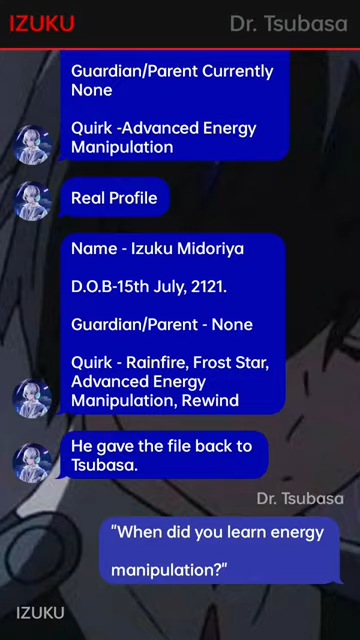 IZUKU
Dr. Tsubasa
Guardian/Parent Currently
None
Quirk -Advanced Energy
Manipulation
Real Profile
Name - Izuku Midoriya
D.O.B-15th July, 2121.
Guardian/Parent - None
Quirk - Rainfire, Frost Star,
Advanced Energy
Manipulation, Rewind
He gave the file back to
Tsubasa.
Dr. Tsubasa
"When did you learn energy
manipulation?"
IZUKU